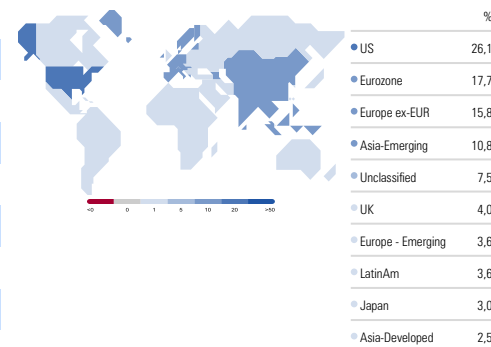 %
US 26,1
Eurozone 17,7
Europe ex-EUR 15,8
Asia-Emerging 10,8
Unclassified 7,5
UK 4,0
Europe - Emerging 3,6
LatinAm 3,6
Japan 3,0
Asia-Developed 2,5
<0 0 1 5 10 20 >50